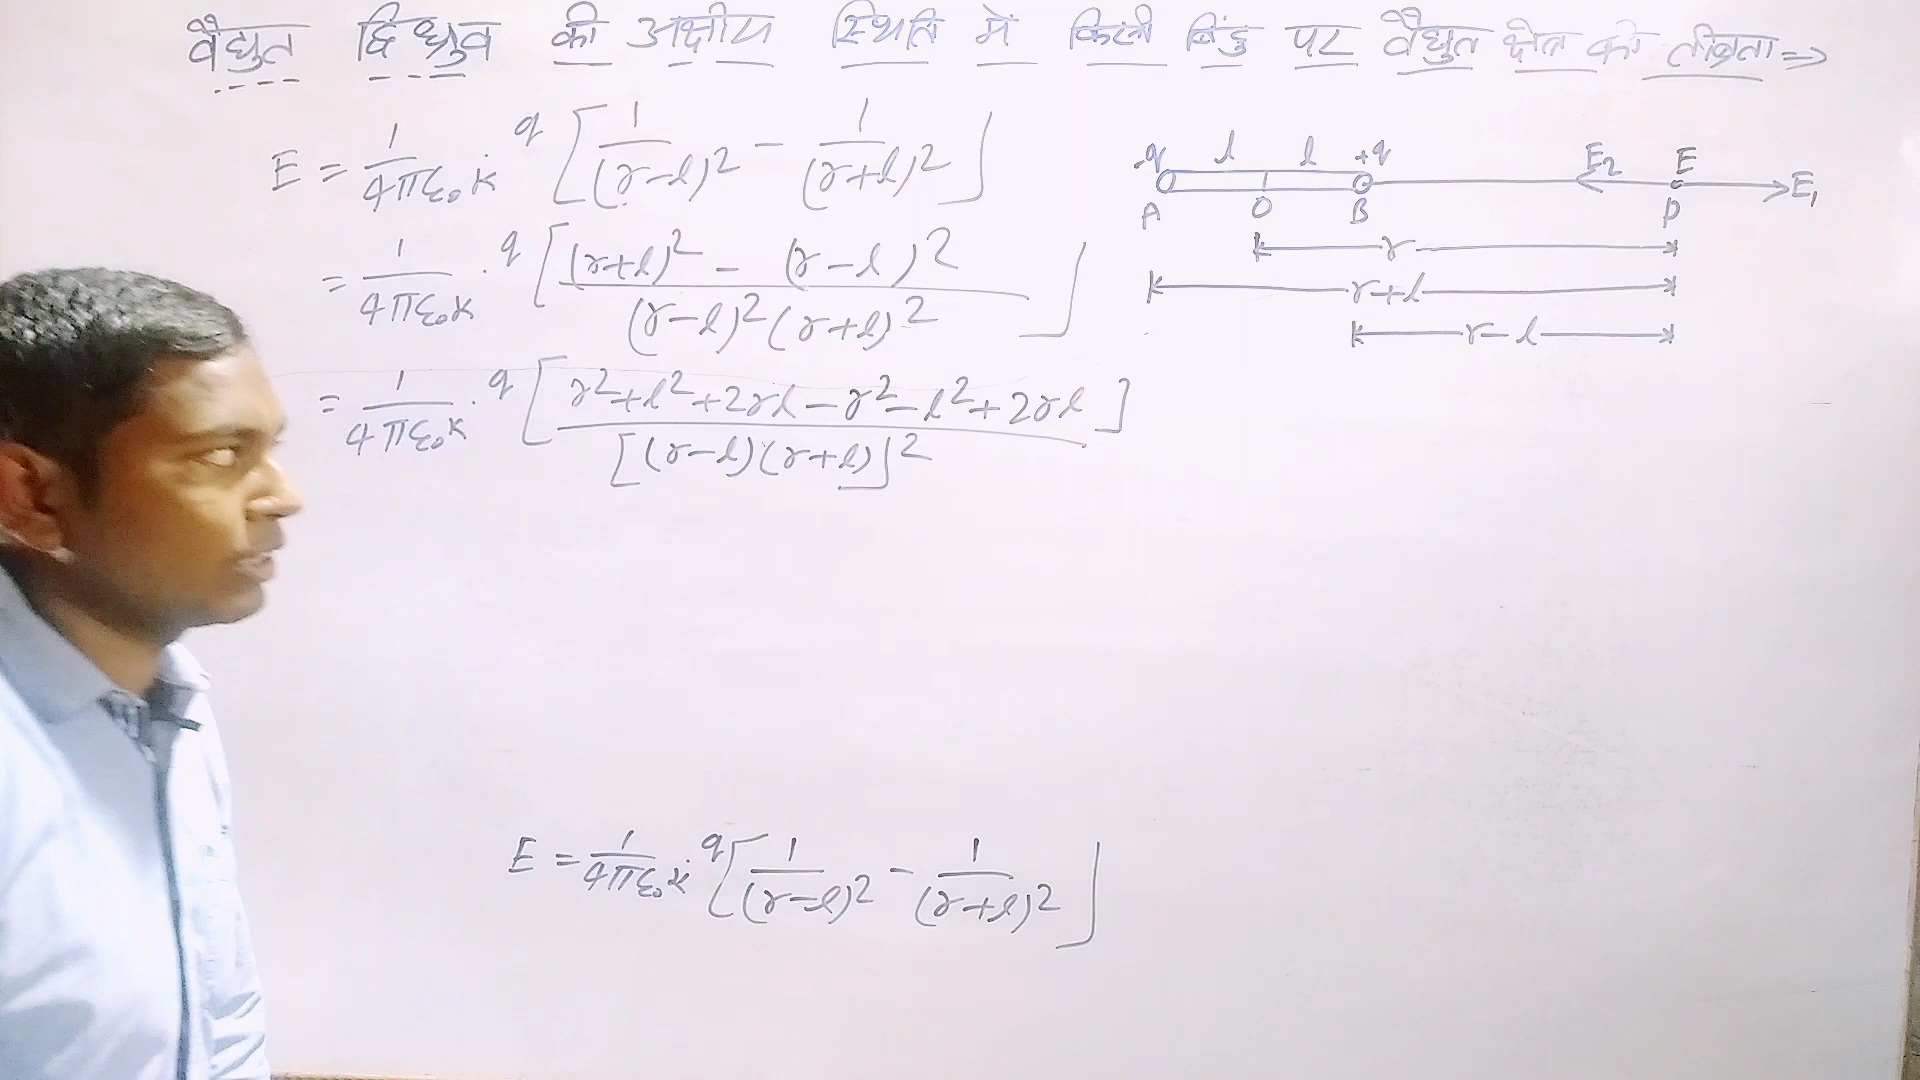 वैद्युत द्विध्रुव की अक्षीय स्थिति में किसी बिंदु पर वैद्युत क्षेत्र की तीव्रता ⇒
E = 1/4πε₀K · q [1/(r-l)² - 1/(r+l)²]
= 1/4πε₀K · q [(r+l)² - (r-l)²/(r-l)²(r+l)²]
= 1/4πε₀K · q [r²+l²+2rl-r²-l²+2rl/[(r-l)(r+l)]²]
-q l l +q E₂ E E₁
A O B P
r
r+l
r-l
E = 1/4πε₀K · q [1/(r-l)² - 1/(r+l)²]